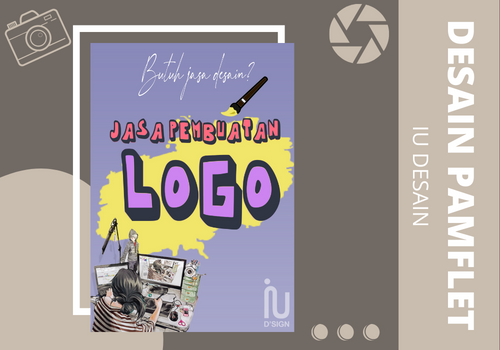 Butuh jasa desain?
JASA PEMBUATAN
LOGO
IU
D'SIGN
DESAIN PAMFLET
IU DESAIN